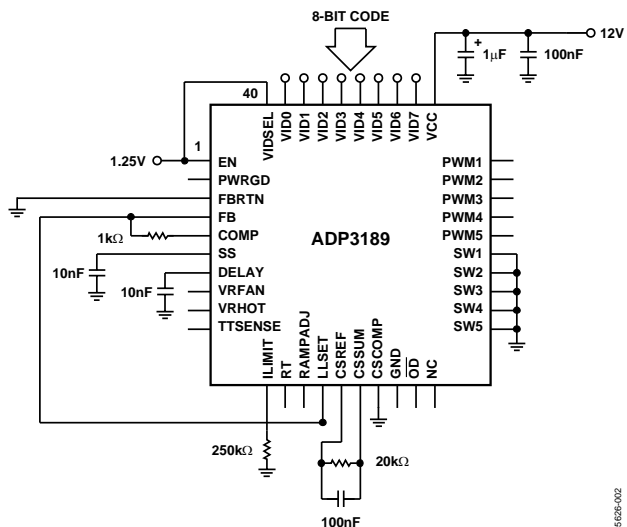 8-BIT CODE
12V
+
1µF
100nF
40
VIDSEL
VID0
VID1
VID2
VID3
VID4
VID5
VID6
VID7
VCC
1
1.25V
EN
PWRGD
FBRTN
FB
COMP
SS
DELAY
VRFAN
VRHOT
TTSENSE
1kΩ
10nF
10nF
ADP3189
PWM1
PWM2
PWM3
PWM4
PWM5
SW1
SW2
SW3
SW4
SW5
ILIMIT
RT
RAMPADJ
LLSET
CSREF
CSSUM
CSCOMP
GND
OD
NC
250kΩ
20kΩ
100nF
5626-002